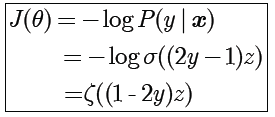 J(θ) = − log P(y | x)
= − log σ((2y − 1)z)
= ζ((1 - 2y)z)